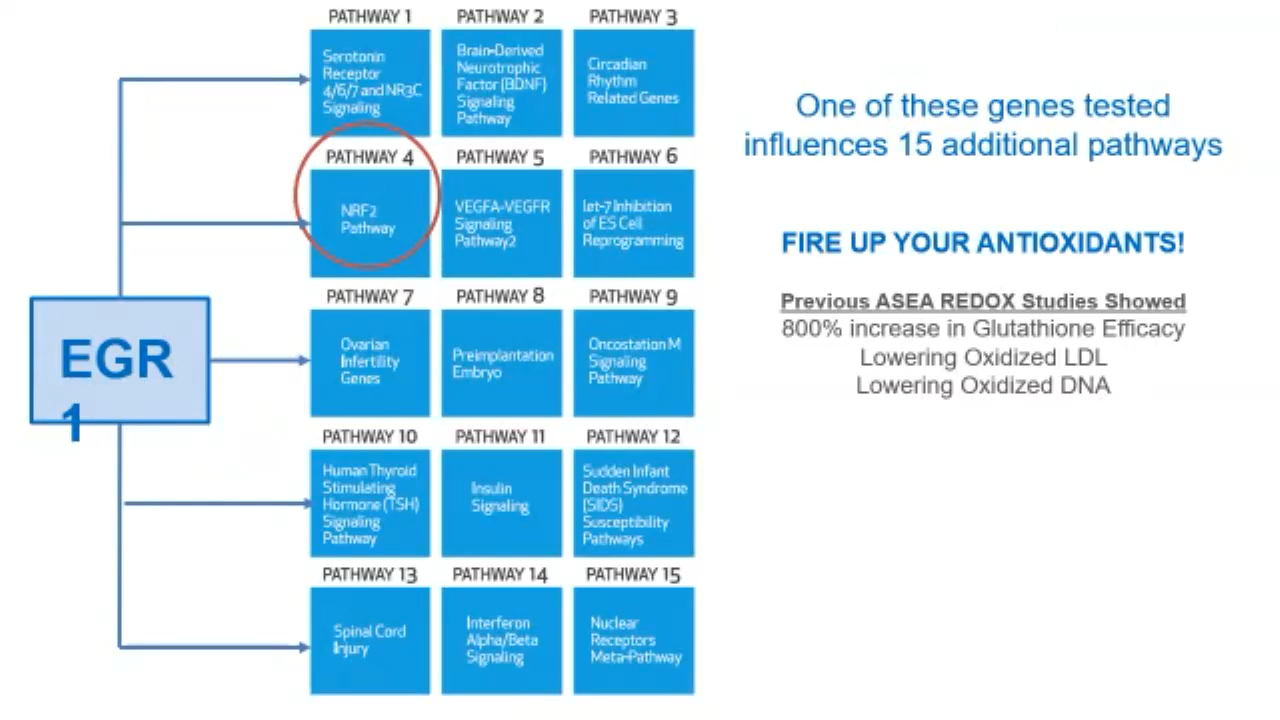 PATHWAY 1
PATHWAY 2
PATHWAY 3
Serotonin
Receptor
4/6/7 and NR3C
Signaling
Brain-Derived
Neurotrophic
Factor (BDNF)
Signaling
Pathway
Circadian
Rhythm
Related Genes
PATHWAY 4
PATHWAY 5
PATHWAY 6
NRF2
Pathway
VEGFA-VEGFR
Signaling
Pathway2
let-7 Inhibition
of ES Cell
Reprogramming
PATHWAY 7
PATHWAY 8
PATHWAY 9
Ovarian
Infertility
Genes
Preimplantation
Embryo
Oncostation M
Signaling
Pathway
EGR
1
PATHWAY 10
PATHWAY 11
PATHWAY 12
Human Thyroid
Stimulating
Hormone (TSH)
Signaling
Pathway
Insulin
Signaling
Sudden Infant
Death Syndrome
(SIDS)
Susceptibility
Pathways
PATHWAY 13
PATHWAY 14
PATHWAY 15
Spinal Cord
Injury
Interferon
Alpha/Beta
Signaling
Nuclear
Receptors
Meta-Pathway
One of these genes tested
influences 15 additional pathways
FIRE UP YOUR ANTIOXIDANTS!
Previous ASEA REDOX Studies Showed
800% increase in Glutathione Efficacy
Lowering Oxidized LDL
Lowering Oxidized DNA